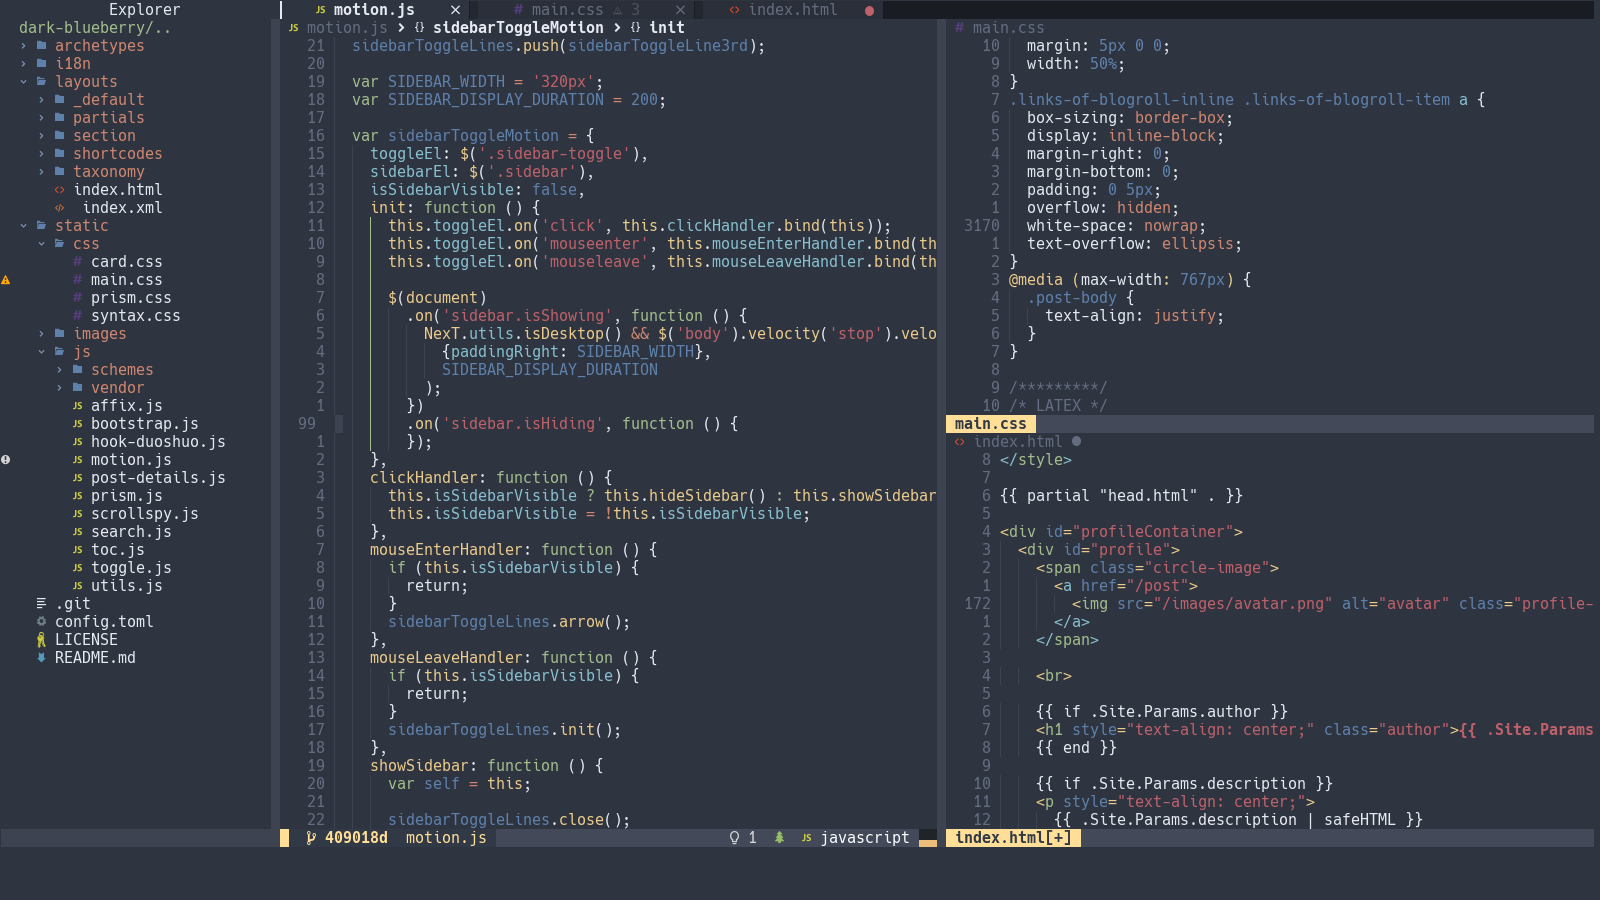 Explorer
dark-blueberry/..
archetypes
i18n
layouts
_default
partials
section
shortcodes
taxonomy
index.html
index.xml
static
css
card.css
main.css
prism.css
syntax.css
images
js
schemes
vendor
JS affix.js
JS bootstrap.js
JS hook-duoshuo.js
JS motion.js
JS post-details.js
JS prism.js
JS scrollspy.js
JS search.js
JS toc.js
JS toggle.js
JS utils.js
.git
config.toml
LICENSE
README.md
JS motion.js × # main.css 3 × <> index.html
JS motion.js > {} sidebarToggleMotion > {} init
21 sidebarToggleLines.push(sidebarToggleLine3rd);
20
19 var SIDEBAR_WIDTH = '320px';
18 var SIDEBAR_DISPLAY_DURATION = 200;
17
16 var sidebarToggleMotion = {
15 toggleEl: $('.sidebar-toggle'),
14 sidebarEl: $('.sidebar'),
13 isSidebarVisible: false,
12 init: function () {
11 this.toggleEl.on('click', this.clickHandler.bind(this));
10 this.toggleEl.on('mouseenter', this.mouseEnterHandler.bind(th
9 this.toggleEl.on('mouseleave', this.mouseLeaveHandler.bind(th
8
7 $(document)
6 .on('sidebar.isShowing', function () {
5 NexT.utils.isDesktop() && $('body').velocity('stop').velo
4 {paddingRight: SIDEBAR_WIDTH},
3 SIDEBAR_DISPLAY_DURATION
2 );
1 })
99 .on('sidebar.isHiding', function () {
1 });
2 },
3 clickHandler: function () {
4 this.isSidebarVisible ? this.hideSidebar() : this.showSidebar
5 this.isSidebarVisible = !this.isSidebarVisible;
6 },
7 mouseEnterHandler: function () {
8 if (this.isSidebarVisible) {
9 return;
10 }
11 sidebarToggleLines.arrow();
12 },
13 mouseLeaveHandler: function () {
14 if (this.isSidebarVisible) {
15 return;
16 }
17 sidebarToggleLines.init();
18 },
19 showSidebar: function () {
20 var self = this;
21
22 sidebarToggleLines.close();
409018d motion.js 1 JS javascript
# main.css
10 margin: 5px 0 0;
9 width: 50%;
8 }
7 .links-of-blogroll-inline .links-of-blogroll-item a {
6 box-sizing: border-box;
5 display: inline-block;
4 margin-right: 0;
3 margin-bottom: 0;
2 padding: 0 5px;
1 overflow: hidden;
3170 white-space: nowrap;
1 text-overflow: ellipsis;
2 }
3 @media (max-width: 767px) {
4 .post-body {
5 text-align: justify;
6 }
7 }
8
9 /*********/
10 /* LATEX */
main.css
<> index.html
8 </style>
7
6 {{ partial "head.html" . }}
5
4 <div id="profileContainer">
3 <div id="profile">
2 <span class="circle-image">
1 <a href="/post">
172 <img src="/images/avatar.png" alt="avatar" class="profile-
1 </a>
2 </span>
3
4 <br>
5
6 {{ if .Site.Params.author }}
7 <h1 style="text-align: center;" class="author">{{ .Site.Params
8 {{ end }}
9
10 {{ if .Site.Params.description }}
11 <p style="text-align: center;">
12 {{ .Site.Params.description | safeHTML }}
index.html[+]